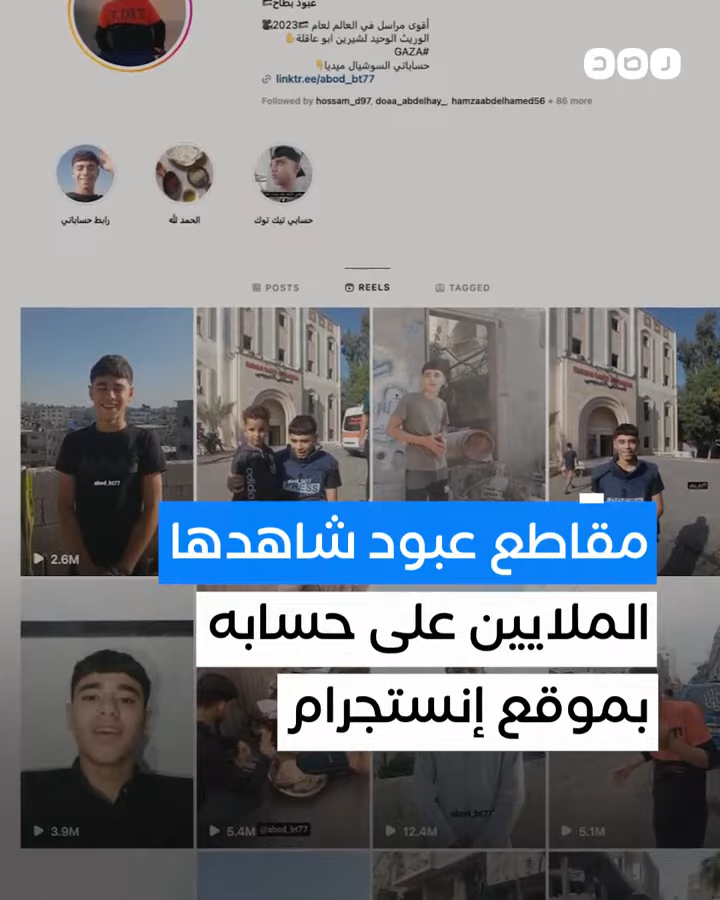 عبود بطاح
أقوى مراسل في العالم لعام 2023
الوريث الوحيد لشيرين ابو عاقلة
#GAZA
حساباتي السوشيال ميديا
linktr.ee/abod_bt77
Followed by hossam_d97, doaa_abdelhay_, hamzaabdelhamed56 + 86 more
رصد
رابط حساباتي
الحمد لله
حسابي تيك توك
POSTS
REELS
TAGGED
abod_bt77
2.6M
مقاطع عبود شاهدها
الملايين على حسابه
بموقع إنستجرام
3.9M
5.4M
@abod_bt77
12.4M
abod_bt77
5.1M